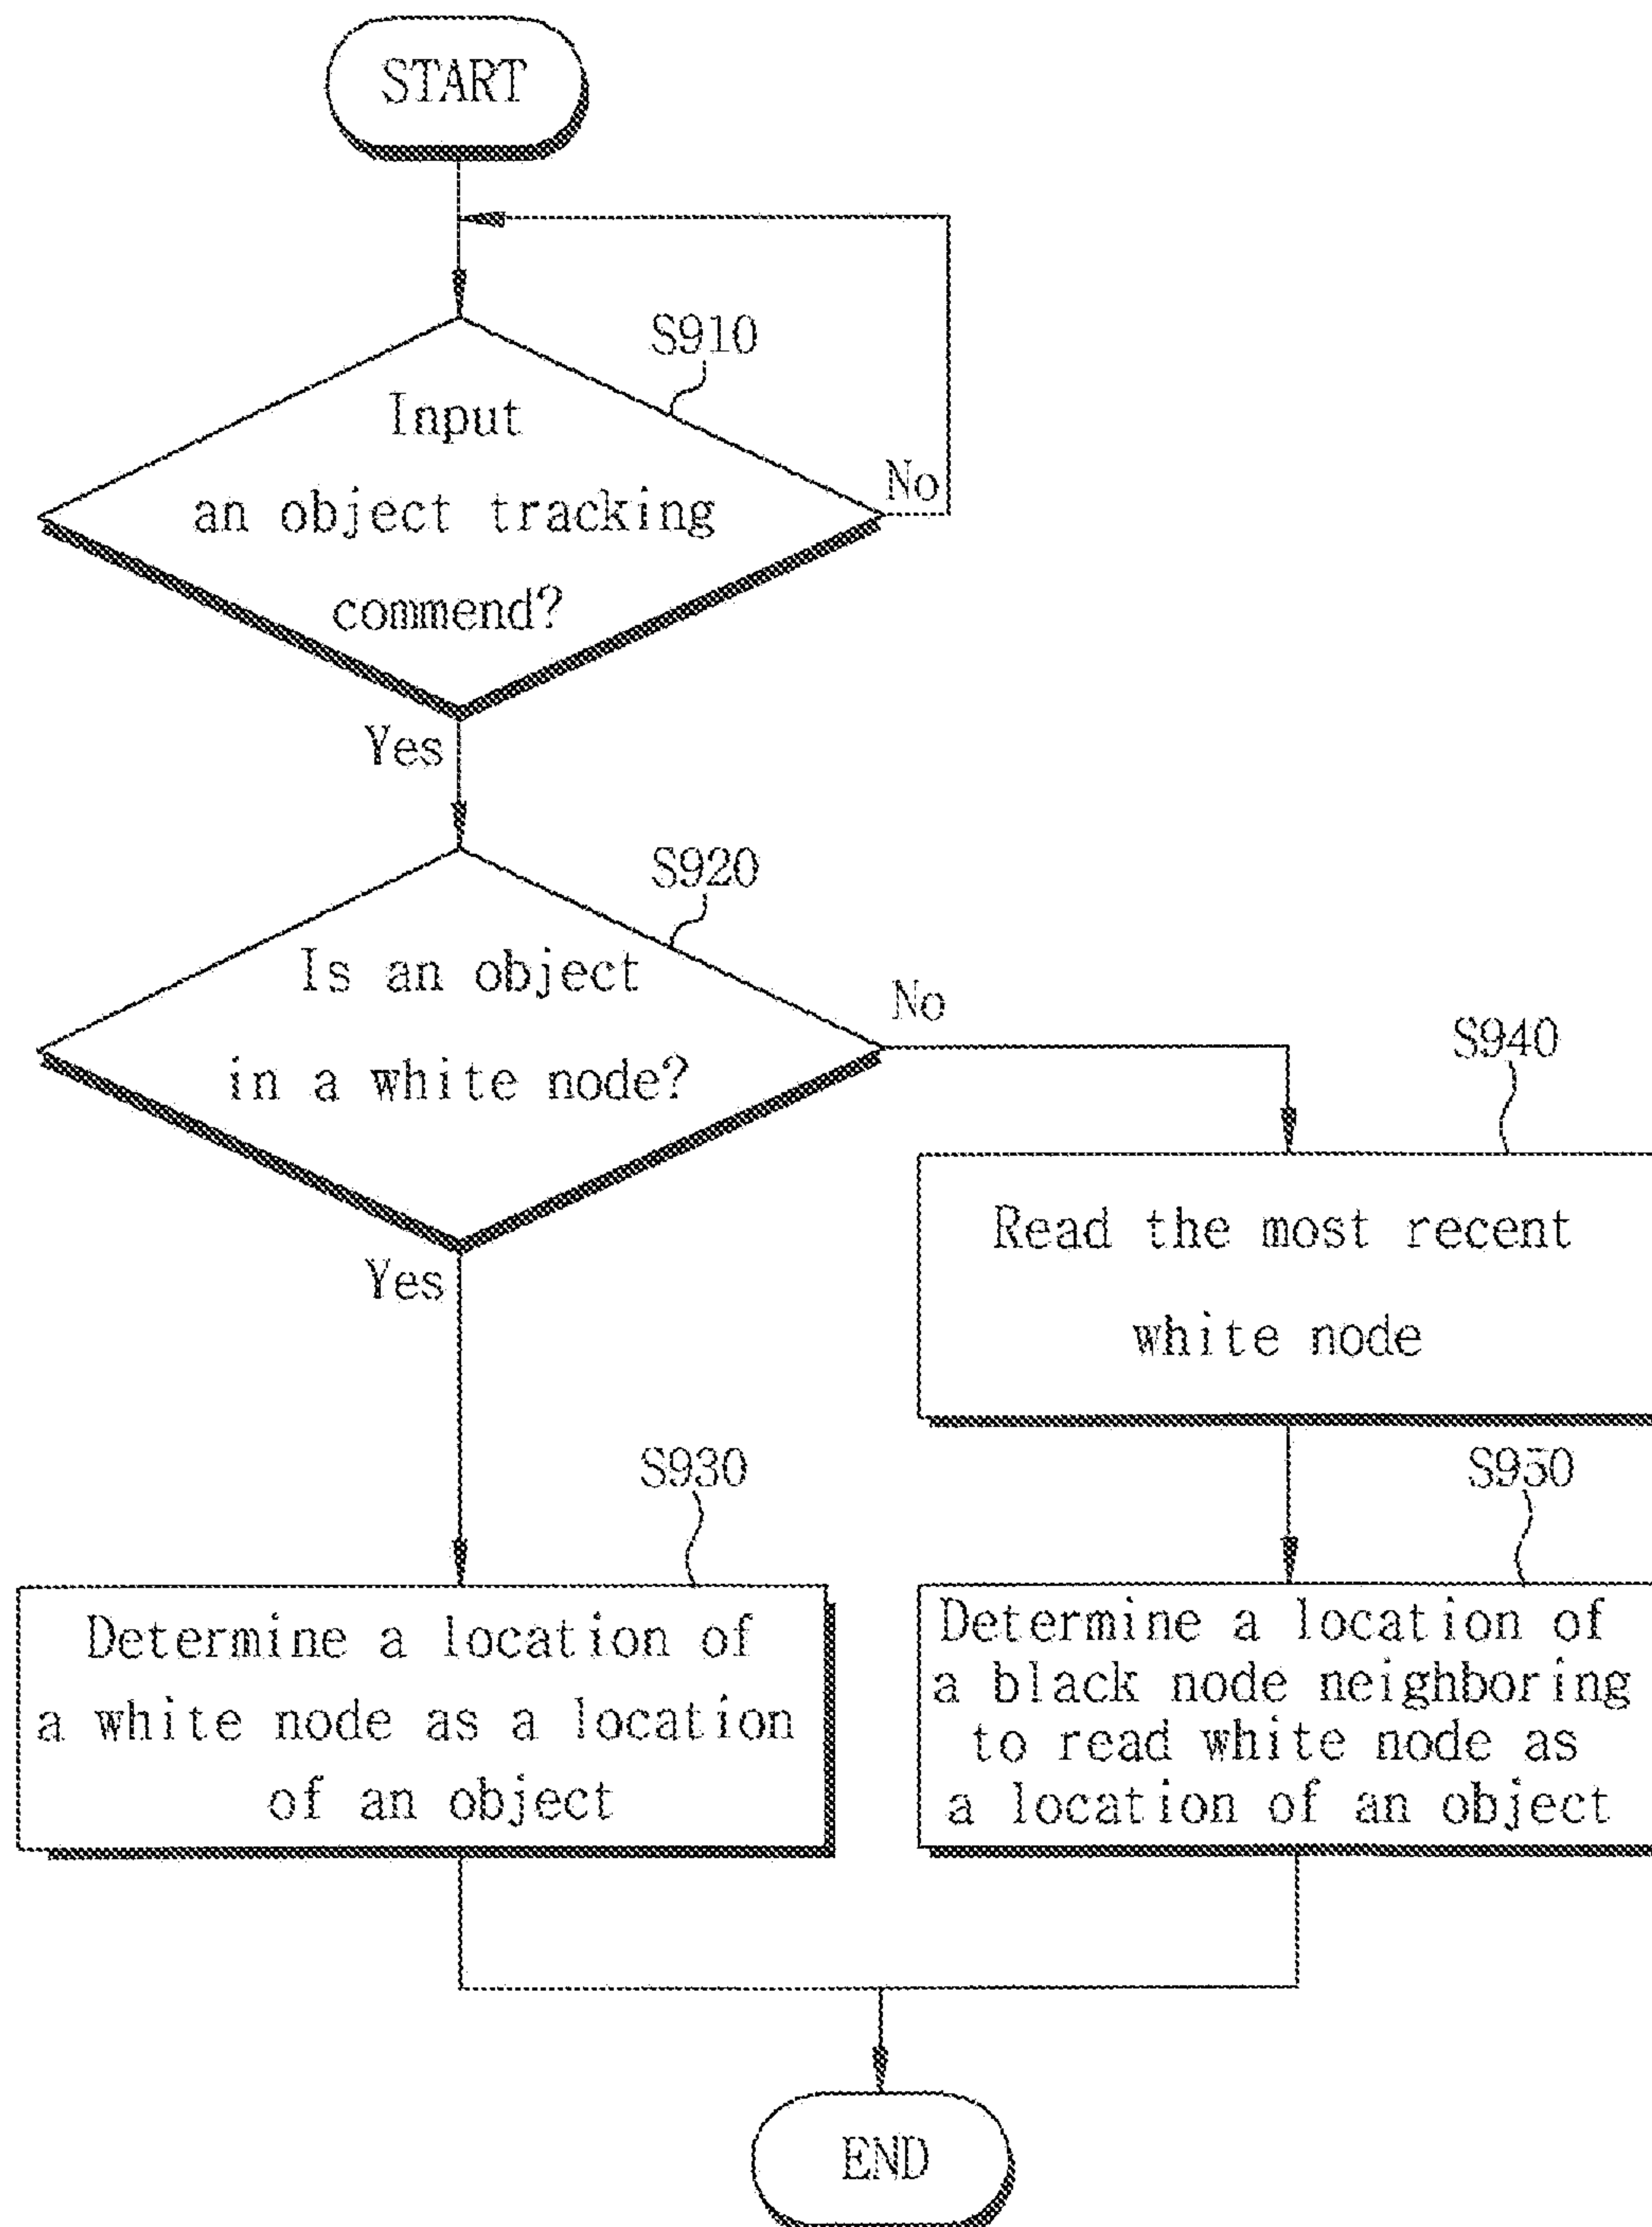 START
S910
Input
an object tracking
commend?
No
Yes
S920
Is an object
in a white node?
No
Yes
S940
Read the most recent
white node
S930
Determine a location of
a white node as a location
of an object
S950
Determine a location of
a black node neighboring
to read white node as
a location of an object
END